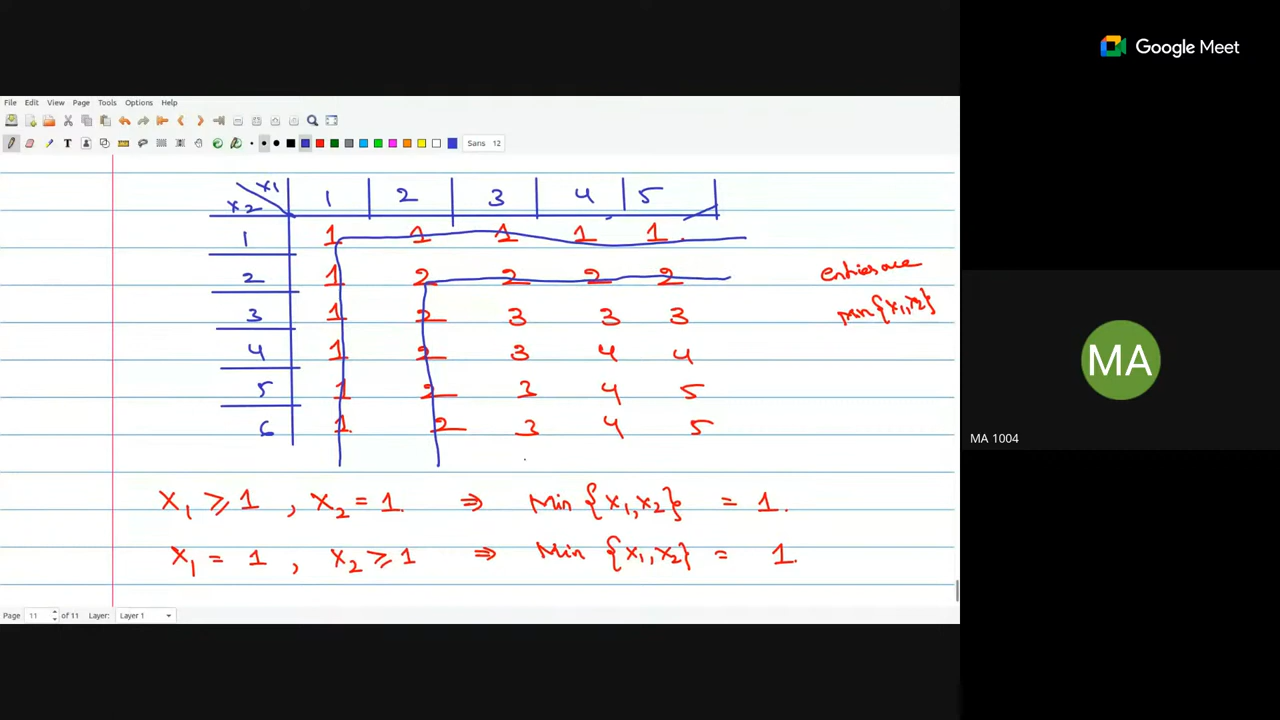 Google Meet
File Edit View Page Tools Options Help
Sans 12
x1 1 2 3 4 5
x2
1 1 1 1 1 1
2 1 2 2 2 2
entries are
3 1 2 3 3 3
Min{x1,x2}
4 1 2 3 4 4
5 1 2 3 4 5
6 1 2 3 4 5
x1 ≥ 1 , x2 = 1. ⇒ Min {x1,x2} = 1.
x1 = 1 , x2 ≥ 1 ⇒ Min {x1,x2} = 1.
Page 11 of 11 Layer: Layer 1
MA
MA 1004